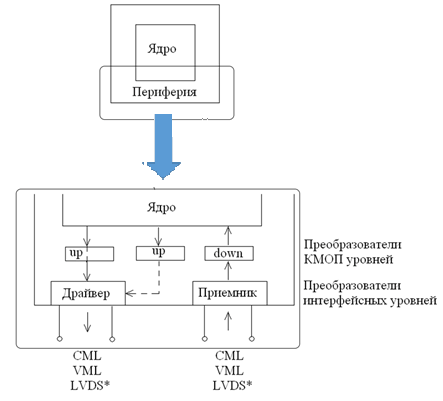 Ядро
Периферия
Ядро
up
up
down
Преобразователи
КМОП уровней
Драйвер
Приемник
Преобразователи
интерфейсных уровней
CML
VML
LVDS*
CML
VML
LVDS*